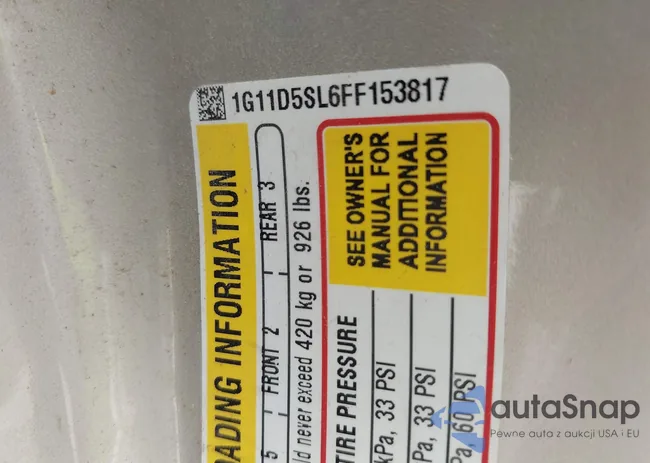 1G11D5SL6FF153817
ADING INFORMATION
5 FRONT 2 REAR 3
ld never exceed 420 kg or 926 lbs.
SEE OWNER'S
MANUAL FOR
ADDITIONAL
INFORMATION
TIRE PRESSURE
kPa, 33 PSI
Pa, 33 PSI
Pa, 60 PSI
autaSnap
Pewne auta z aukcji USA i EU